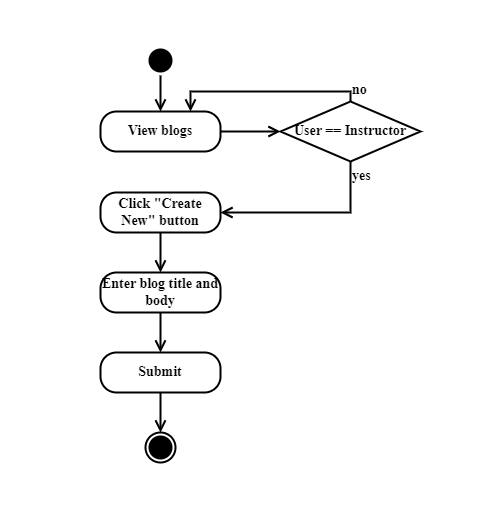 no
View blogs
User == Instructor
yes
Click "Create
New" button
Enter blog title and
body
Submit